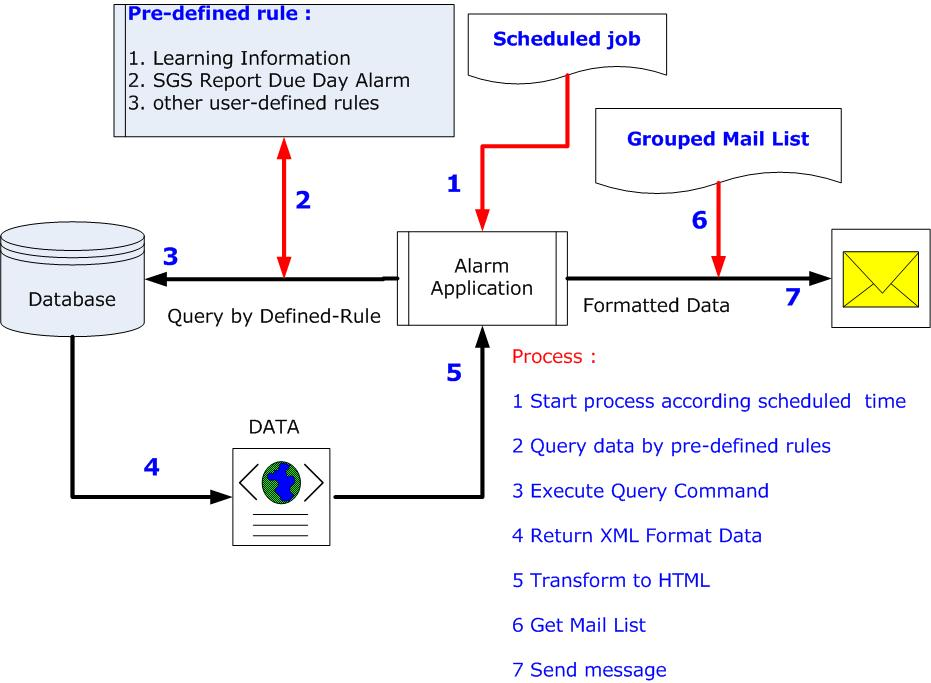 Pre-defined rule :
1. Learning Information
2. SGS Report Due Day Alarm
3. other user-defined rules
Scheduled job
Grouped Mail List
1
2
6
3
Database
Query by Defined-Rule
Alarm
Application
Formatted Data
7
5
4
DATA
Process :
1 Start process according scheduled  time
2 Query data by pre-defined rules
3 Execute Query Command
4 Return XML Format Data
5 Transform to HTML
6 Get Mail List
7 Send message